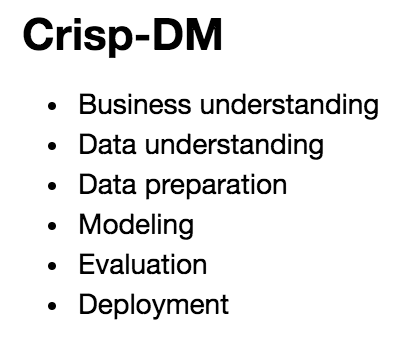 Crisp-DM
• Business understanding
• Data understanding
• Data preparation
• Modeling
• Evaluation
• Deployment